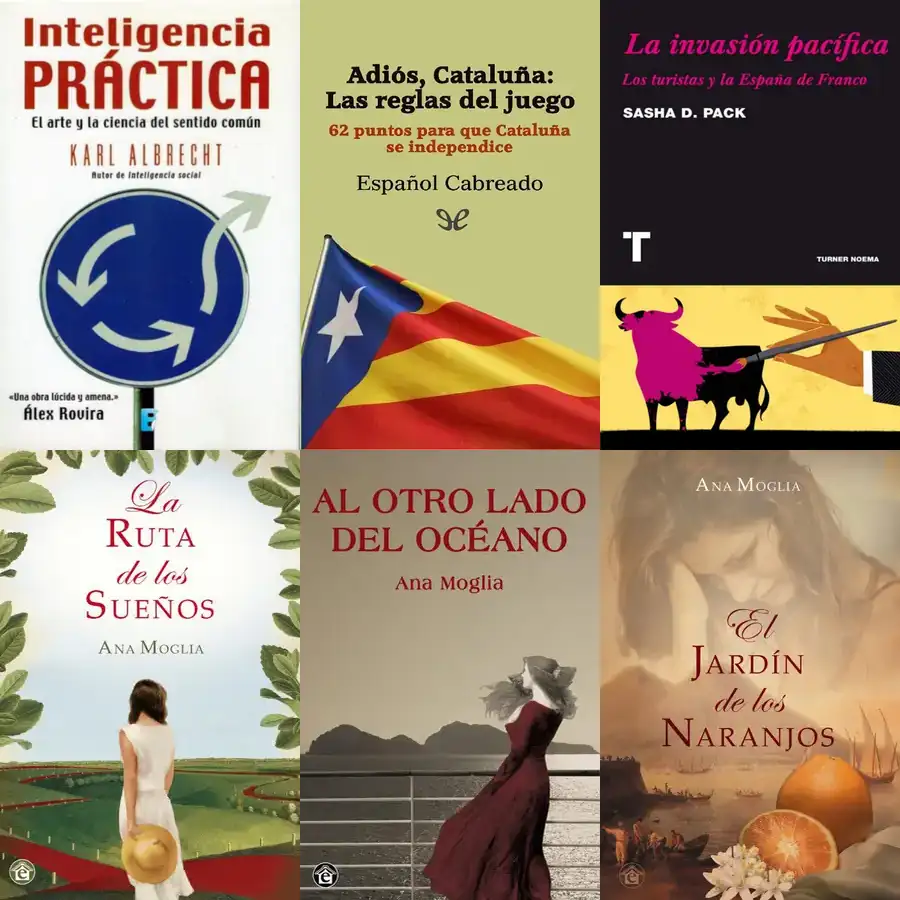 Inteligencia
PRÁCTICA
El arte y la ciencia del sentido común
KARL ALBRECHT
Autor de Inteligencia social
«Una obra lúcida y amena.»
Álex Rovira
Adiós, Cataluña:
Las reglas del juego
62 puntos para que Cataluña
se independice
Español Cabreado
La invasión pacífica
Los turistas y la España de Franco
SASHA D. PACK
T
TURNER NOEMA
La
RUTA
de los
SUEÑOS
ANA MOGLIA
e
AL OTRO LADO
DEL OCÉANO
Ana Moglia
e
ANA MOGLIA
El
JARDÍN
de los
NARANJOS
e